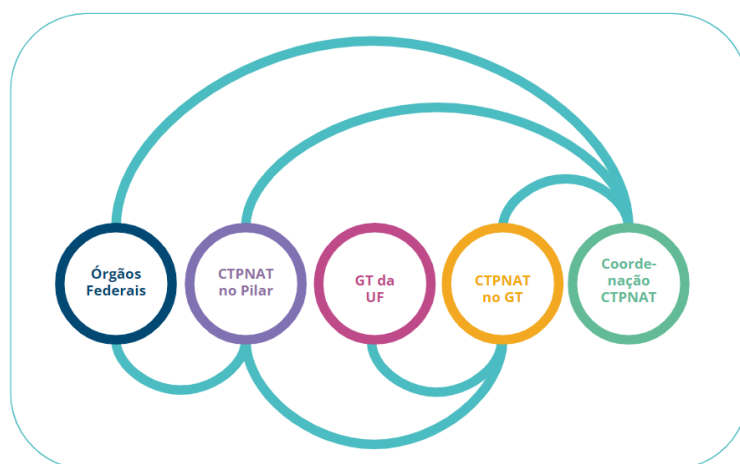 Órgãos
Federais
CTPNAT
no Pilar
GT da
UF
CTPNAT
no GT
Coorde-
nação
CTPNAT